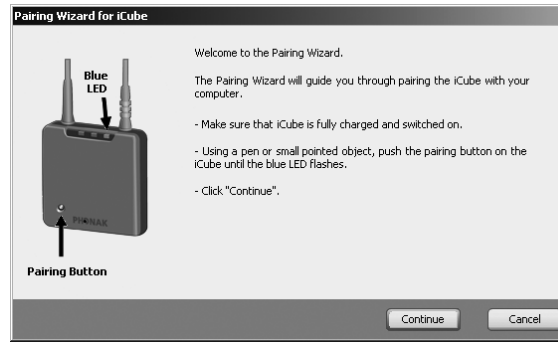 Pairing Wizard for iCube
Blue
LED
PHONAK
Pairing Button
Welcome to the Pairing Wizard.
The Pairing Wizard will guide you through pairing the iCube with your
computer.
- Make sure that iCube is fully charged and switched on.
- Using a pen or small pointed object, push the pairing button on the
iCube until the blue LED flashes.
- Click "Continue".
Continue
Cancel